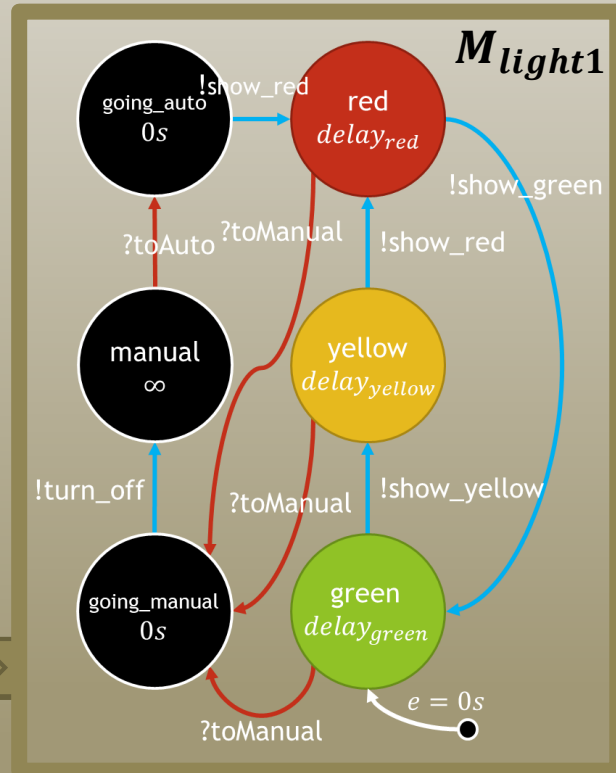 M_light1
going_auto
0s
!show_red
red
delay_red
!show_green
?toAuto
?toManual
!show_red
manual
∞
yellow
delay_yellow
!turn_off
?toManual
!show_yellow
going_manual
0s
green
delay_green
?toManual
e = 0s